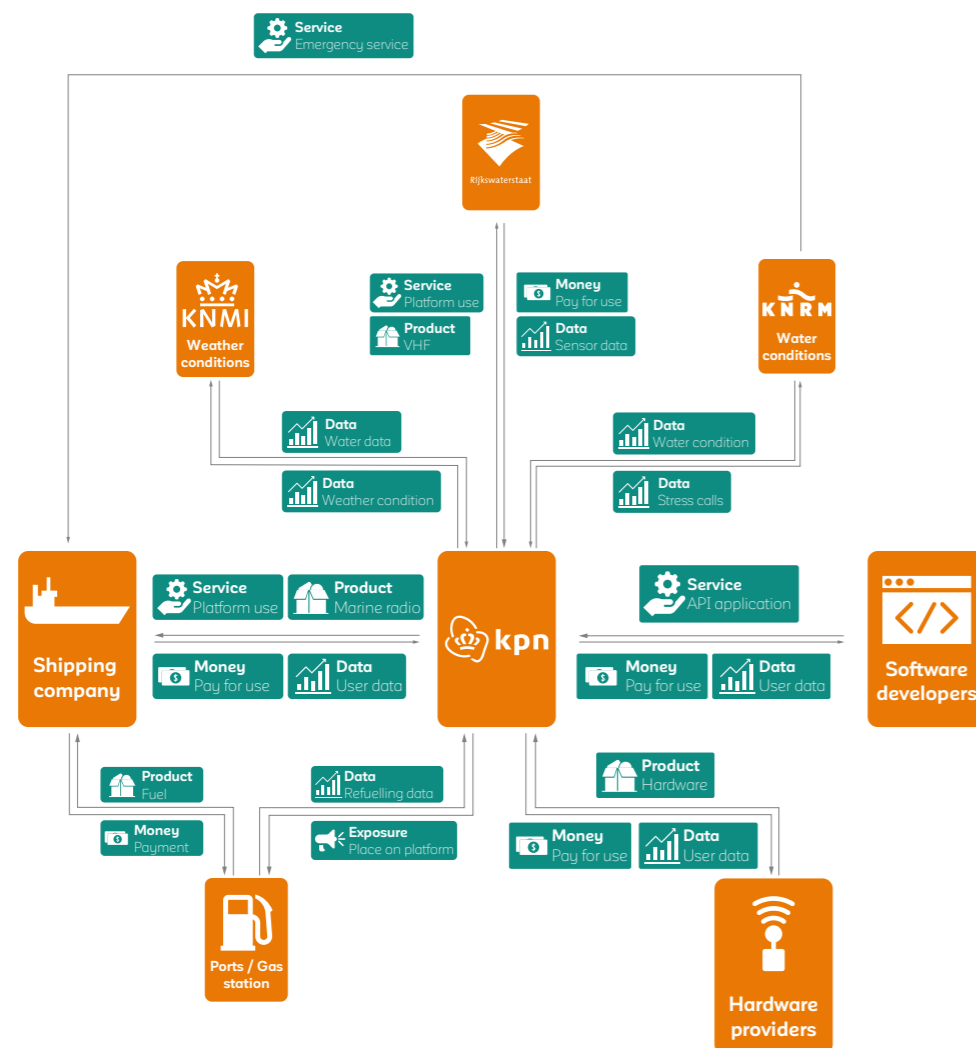 Service
Emergency service
Rijkswaterstaat
KNMI
Weather
conditions
Service
Platform use
Product
VHF
Money
Pay for use
Data
Sensor data
KNRM
Water
conditions
Data
Water data
Data
Weather condition
Data
Water condition
Data
Stress calls
Shipping
company
Service
Platform use
Product
Marine radio
Money
Pay for use
Data
User data
kpn
Service
API application
Money
Pay for use
Data
User data
</>
Software
developers
Product
Fuel
Money
Payment
Data
Refuelling data
Exposure
Place on platform
Product
Hardware
Money
Pay for use
Data
User data
Ports / Gas
station
Hardware
providers